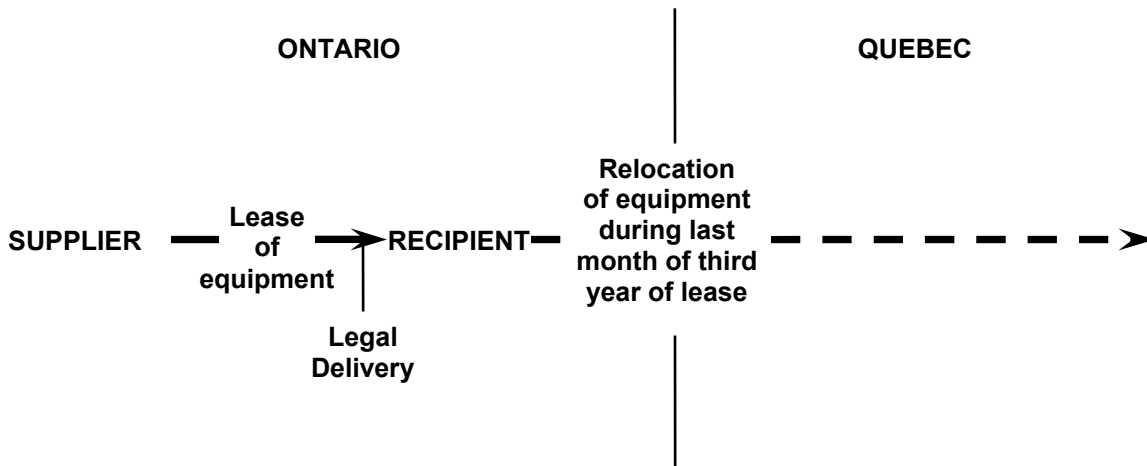 ONTARIO
QUEBEC
SUPPLIER
Lease
of
equipment
RECIPIENT
Relocation
of equipment
during last
month of third
year of lease
Legal
Delivery